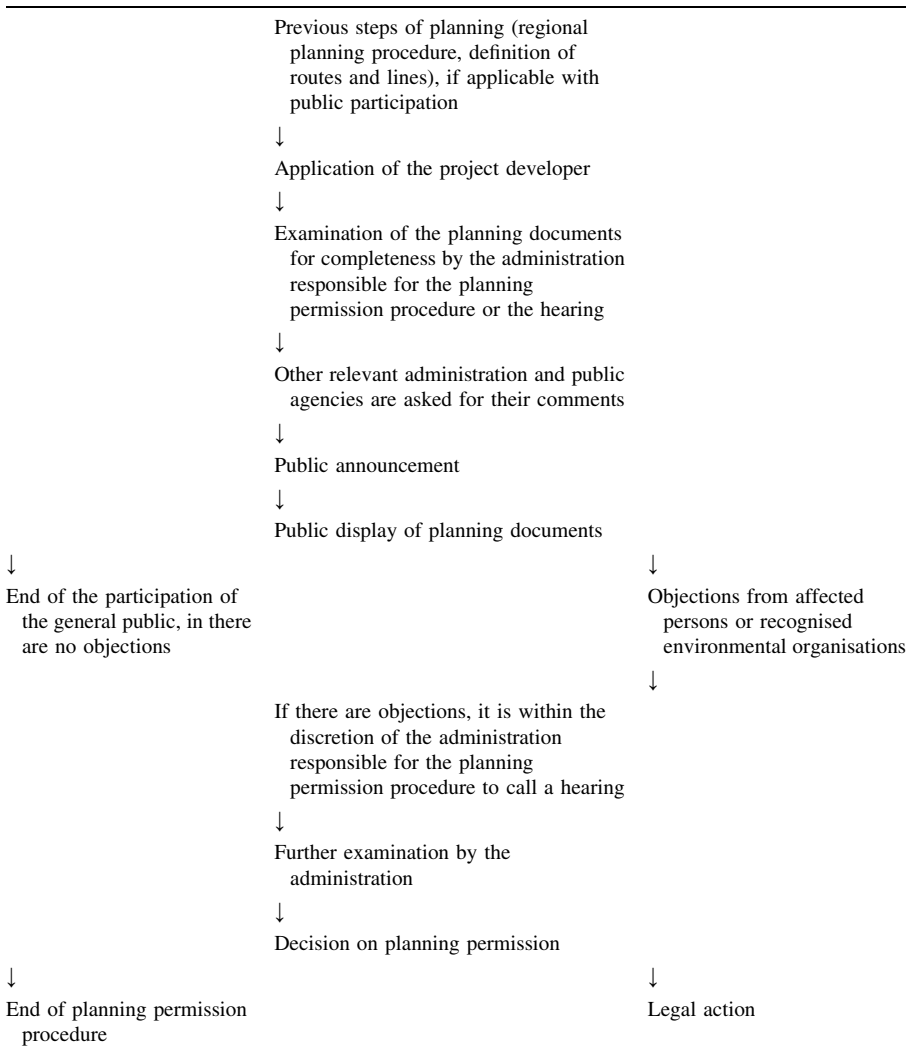 Previous steps of planning (regional
planning procedure, definition of
routes and lines), if applicable with
public participation
↓
Application of the project developer
↓
Examination of the planning documents
for completeness by the administration
responsible for the planning
permission procedure or the hearing
↓
Other relevant administration and public
agencies are asked for their comments
↓
Public announcement
↓
Public display of planning documents
↓ ↓
End of the participation of
the general public, in there
are no objections
Objections from affected
persons or recognised
environmental organisations
↓
If there are objections, it is within the
discretion of the administration
responsible for the planning
permission procedure to call a hearing
↓
Further examination by the
administration
↓
Decision on planning permission
↓ ↓
End of planning permission
procedure
Legal action